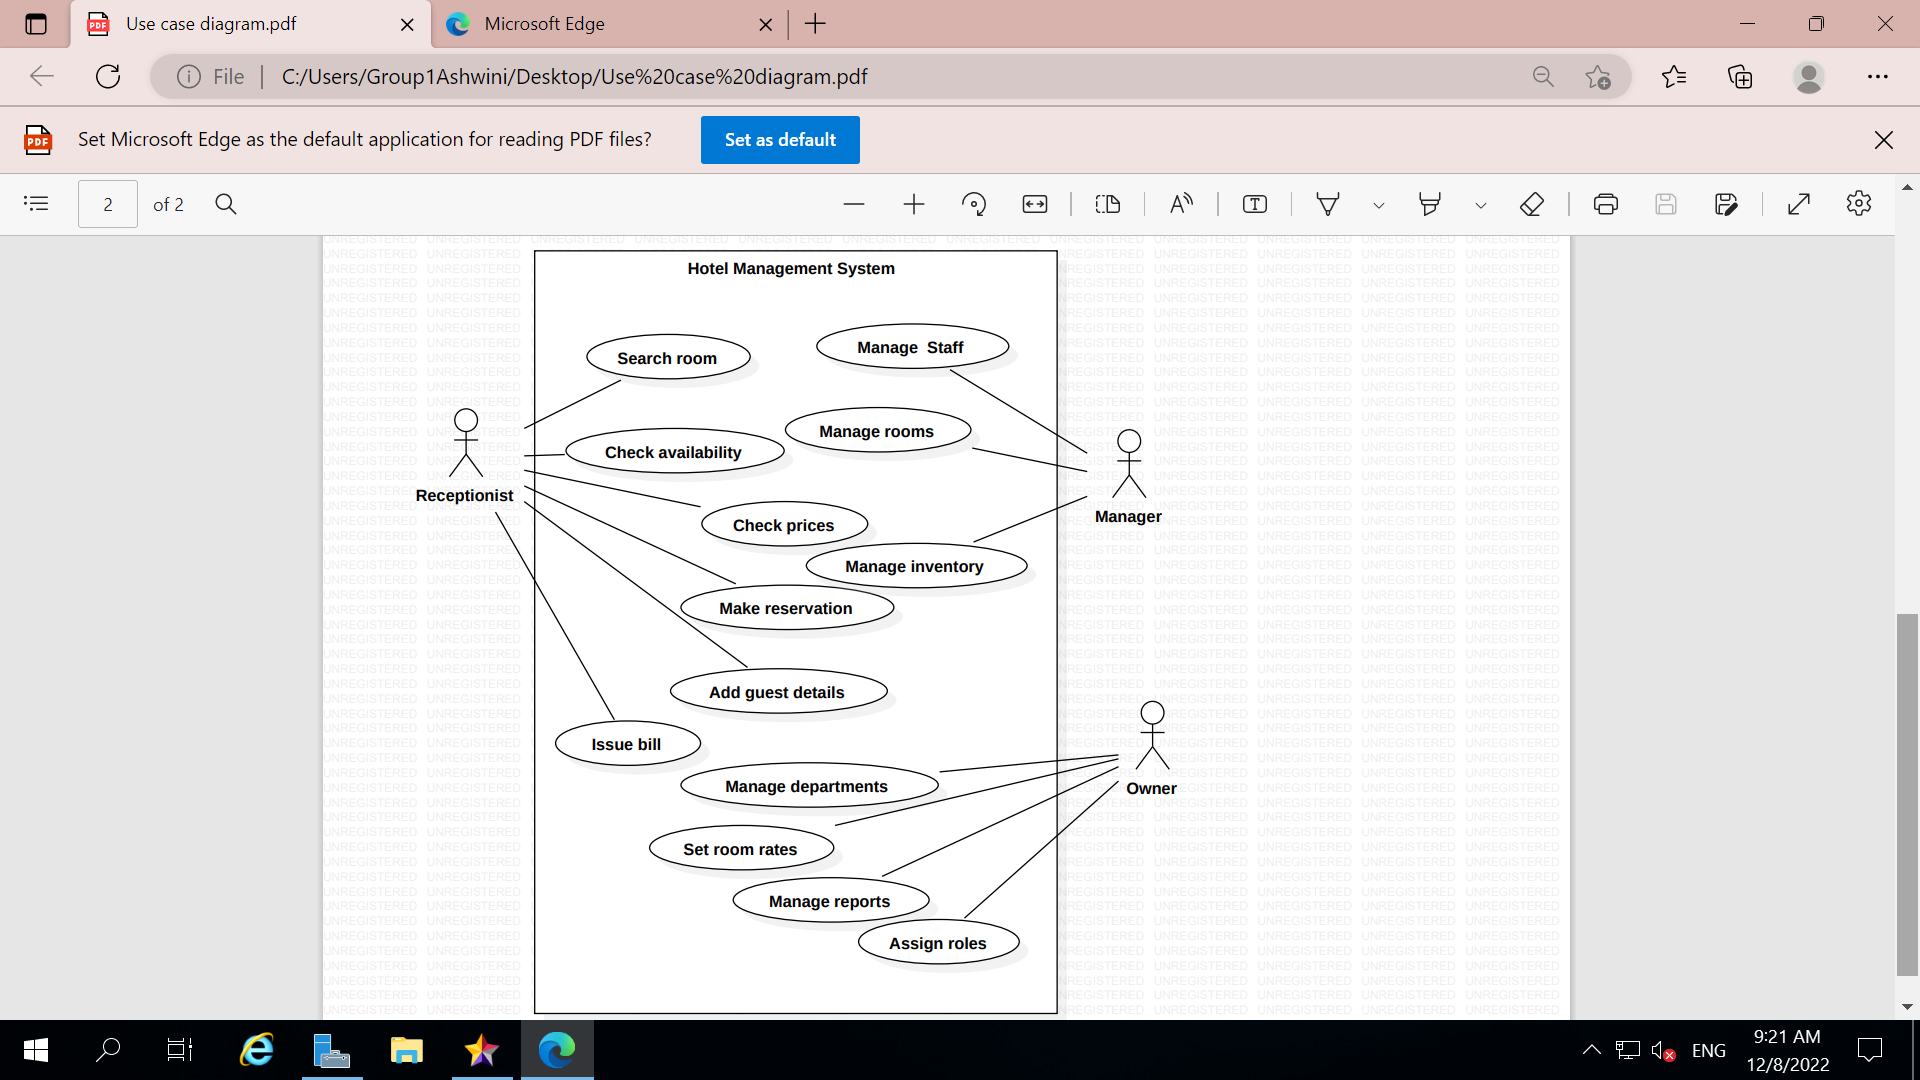 Use case diagram.pdf
Microsoft Edge
File
C:/Users/Group1Ashwini/Desktop/Use%20case%20diagram.pdf
PDF
Set Microsoft Edge as the default application for reading PDF files?
Set as default
2
of 2
Hotel Management System
Search room
Manage  Staff
Manage rooms
Check availability
Receptionist
Manager
Check prices
Manage inventory
Make reservation
Add guest details
Issue bill
Manage departments
Owner
Set room rates
Manage reports
Assign roles
UNREGISTERED
ENG
9:21 AM
12/8/2022